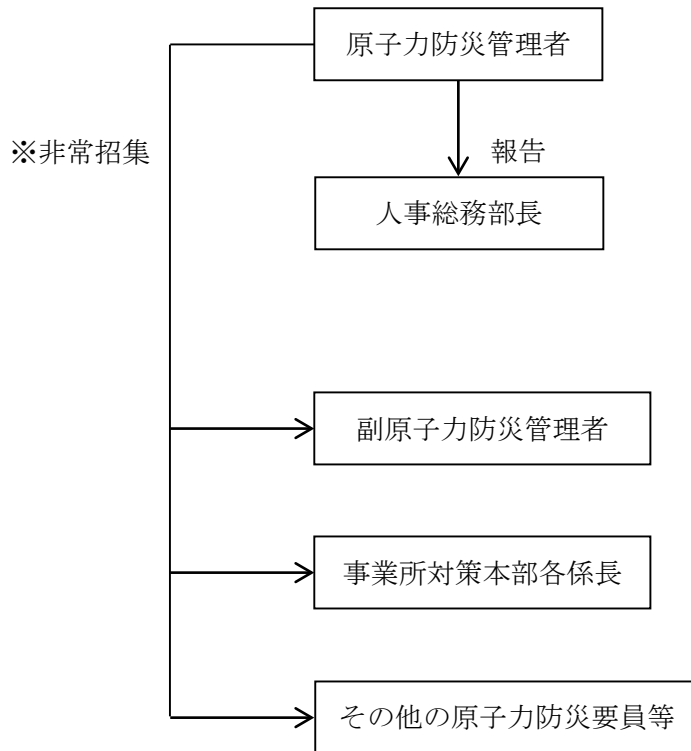 原子力防災管理者
※非常招集
報告
人事総務部長
副原子力防災管理者
事業所対策本部各係長
その他の原子力防災要員等